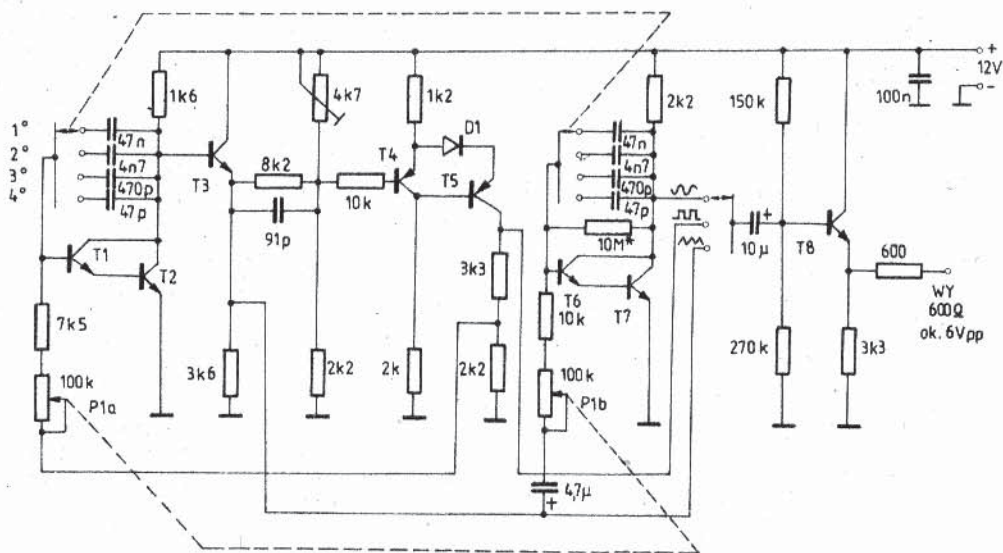 1k6
4k7
1k2
2k2
150k
100n
+
12V
-
1°
2°
3°
4°
47n
4n7
470p
47p
T3
8k2
91p
10k
T4
D1
T5
47n
4n7
470p
47p
10M*
10µ
+
T8
600
WY
600Ω
ok. 6Vpp
T1
T2
3k3
T6
T7
7k5
10k
100k
P1a
3k6
2k2
2k
2k2
100k
P1b
270k
3k3
4,7µ
+